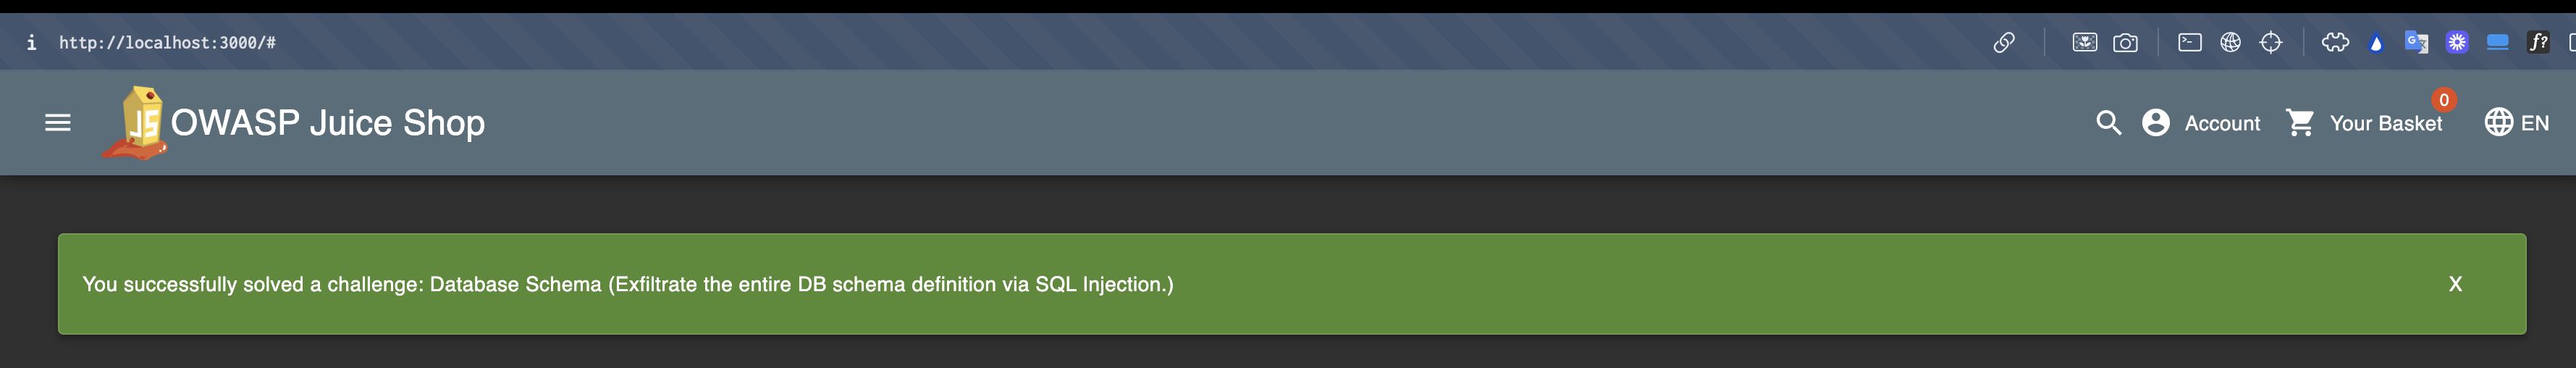 http://localhost:3000/#
OWASP Juice Shop
Account
0
Your Basket
EN
You successfully solved a challenge: Database Schema (Exfiltrate the entire DB schema definition via SQL Injection.)
X